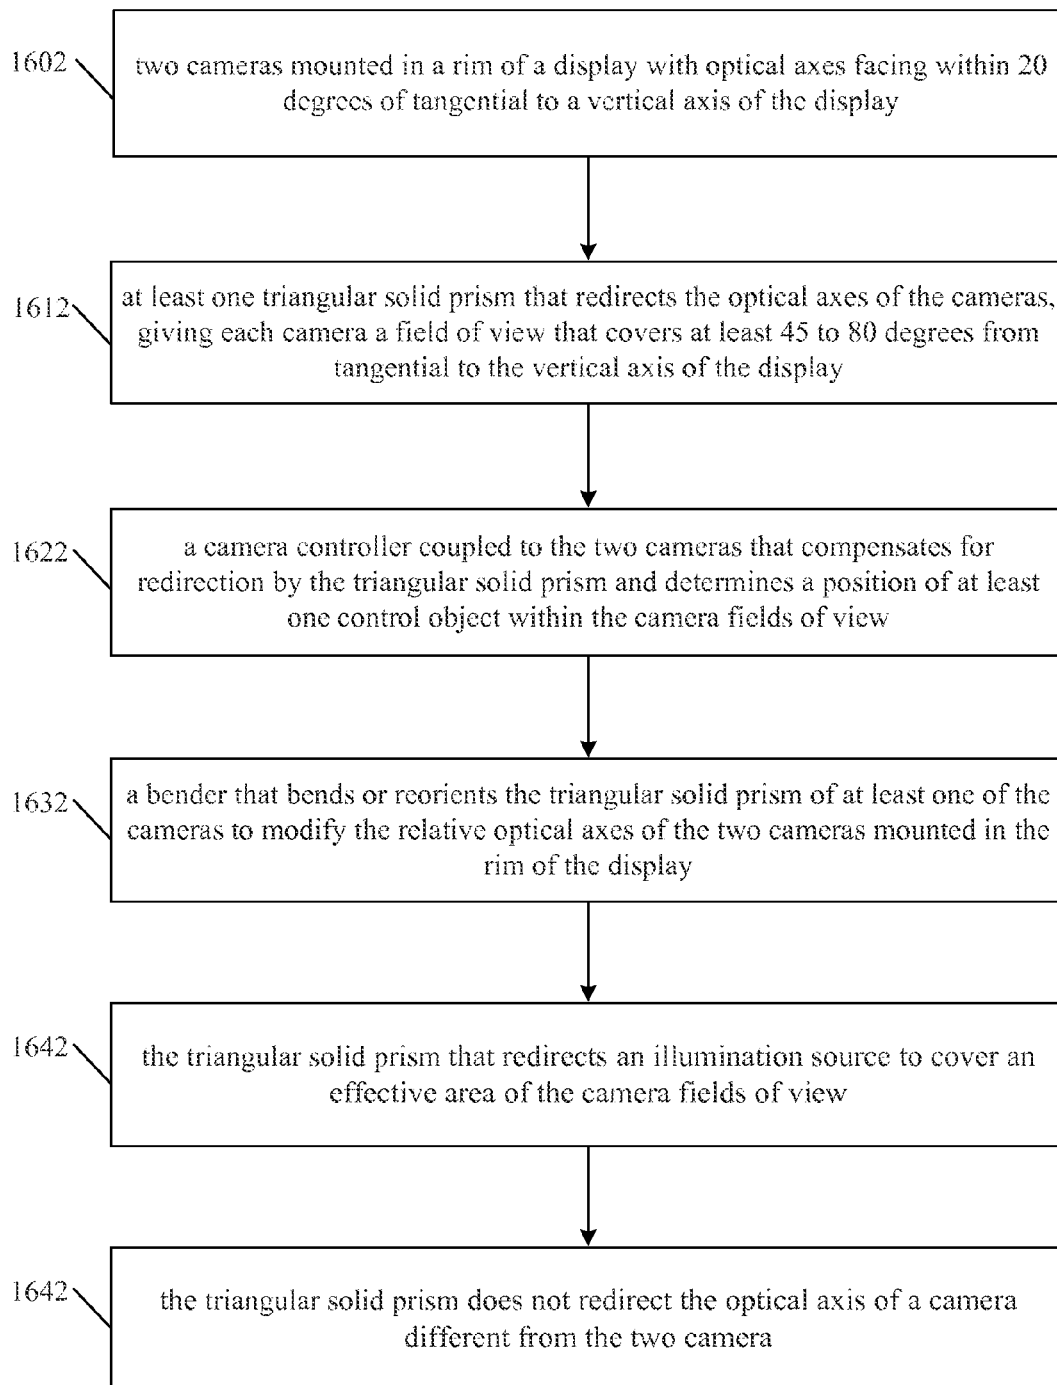 1602
two cameras mounted in a rim of a display with optical axes facing within 20
degrees of tangential to a vertical axis of the display
1612
at least one triangular solid prism that redirects the optical axes of the cameras,
giving each camera a field of view that covers at least 45 to 80 degrees from
tangential to the vertical axis of the display
1622
a camera controller coupled to the two cameras that compensates for
redirection by the triangular solid prism and determines a position of at least
one control object within the camera fields of view
1632
a bender that bends or reorients the triangular solid prism of at least one of the
cameras to modify the relative optical axes of the two cameras mounted in the
rim of the display
1642
the triangular solid prism that redirects an illumination source to cover an
effective area of the camera fields of view
1642
the triangular solid prism does not redirect the optical axis of a camera
different from the two camera